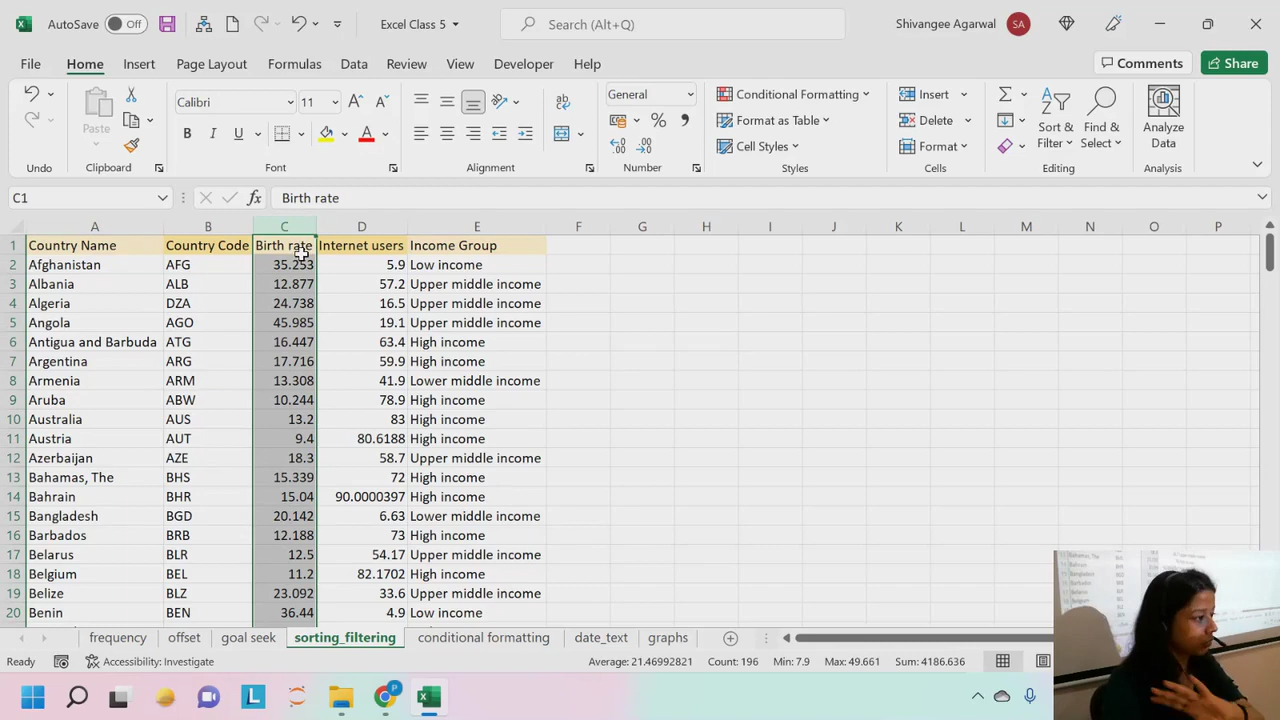 AutoSave Off Excel Class 5 Search (Alt+Q) Shivangee Agarwal SA
File Home Insert Page Layout Formulas Data Review View Developer Help Comments Share
Calibri 11 General Conditional Formatting Insert
Paste Format as Table Delete Sort & Filter Find & Select Analyze Data
B I U A % Cell Styles Format
Undo Clipboard Font Alignment Number Styles Cells Editing Analysis
C1 fx Birth rate
A B C D E F G H I J K L M N O P
1 Country Name Country Code Birth rate Internet users Income Group
2 Afghanistan AFG 35.253 5.9 Low income
3 Albania ALB 12.877 57.2 Upper middle income
4 Algeria DZA 24.738 16.5 Upper middle income
5 Angola AGO 45.985 19.1 Upper middle income
6 Antigua and Barbuda ATG 16.447 63.4 High income
7 Argentina ARG 17.716 59.9 High income
8 Armenia ARM 13.308 41.9 Lower middle income
9 Aruba ABW 10.244 78.9 High income
10 Australia AUS 13.2 83 High income
11 Austria AUT 9.4 80.6188 High income
12 Azerbaijan AZE 18.3 58.7 Upper middle income
13 Bahamas, The BHS 15.339 72 High income
14 Bahrain BHR 15.04 90.0000397 High income
15 Bangladesh BGD 20.142 6.63 Lower middle income
16 Barbados BRB 12.188 73 High income
17 Belarus BLR 12.5 54.17 Upper middle income
18 Belgium BEL 11.2 82.1702 High income
19 Belize BLZ 23.092 33.6 Upper middle income
20 Benin BEN 36.44 4.9 Low income
frequency offset goal seek sorting_filtering conditional formatting date_text graphs
Ready Accessibility: Investigate Average: 21.46992821 Count: 196 Min: 7.9 Max: 49.661 Sum: 4186.636